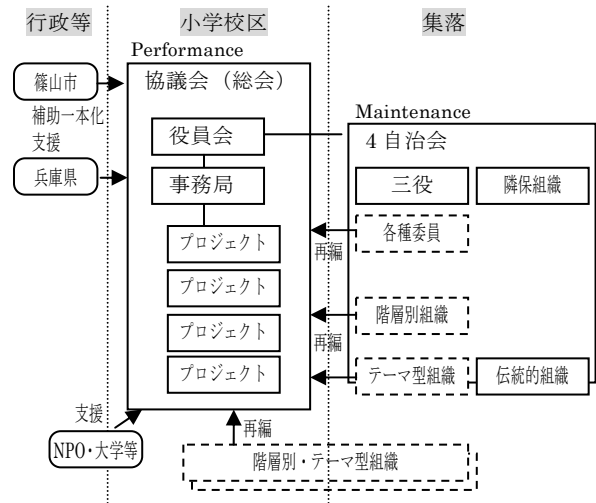 行政等
小学校区
集落
Performance
協議会（総会）
篠山市
補助一本化
支援
兵庫県
役員会
事務局
プロジェクト
プロジェクト
プロジェクト
プロジェクト
Maintenance
4自治会
三役
隣保組織
各種委員
再編
階層別組織
再編
テーマ型組織
伝統的組織
支援
NPO・大学等
再編
階層別・テーマ型組織